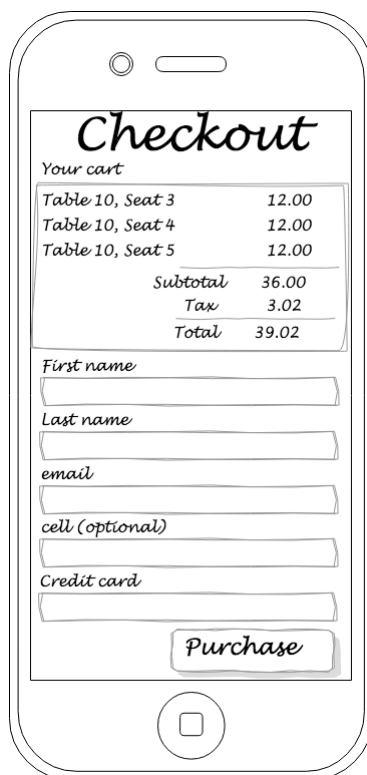 Checkout
Your cart
Table 10, Seat 3 12.00
Table 10, Seat 4 12.00
Table 10, Seat 5 12.00
Subtotal 36.00
Tax 3.02
Total 39.02
First name
Last name
email
cell (optional)
Credit card
Purchase